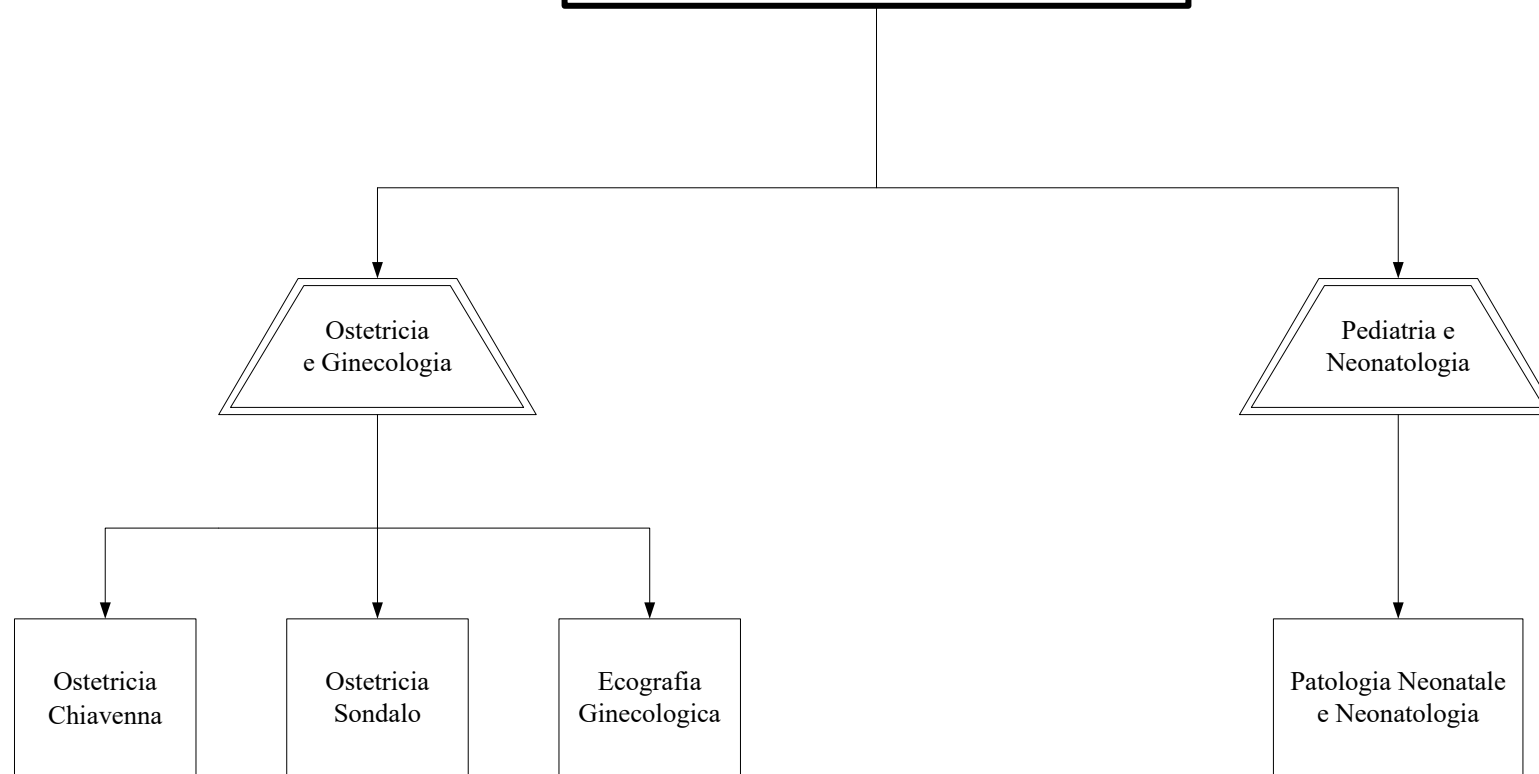 Ostetricia
e Ginecologia
Pediatria e
Neonatologia
Ostetricia
Chiavenna
Ostetricia
Sondalo
Ecografia
Ginecologica
Patologia Neonatale
e Neonatologia